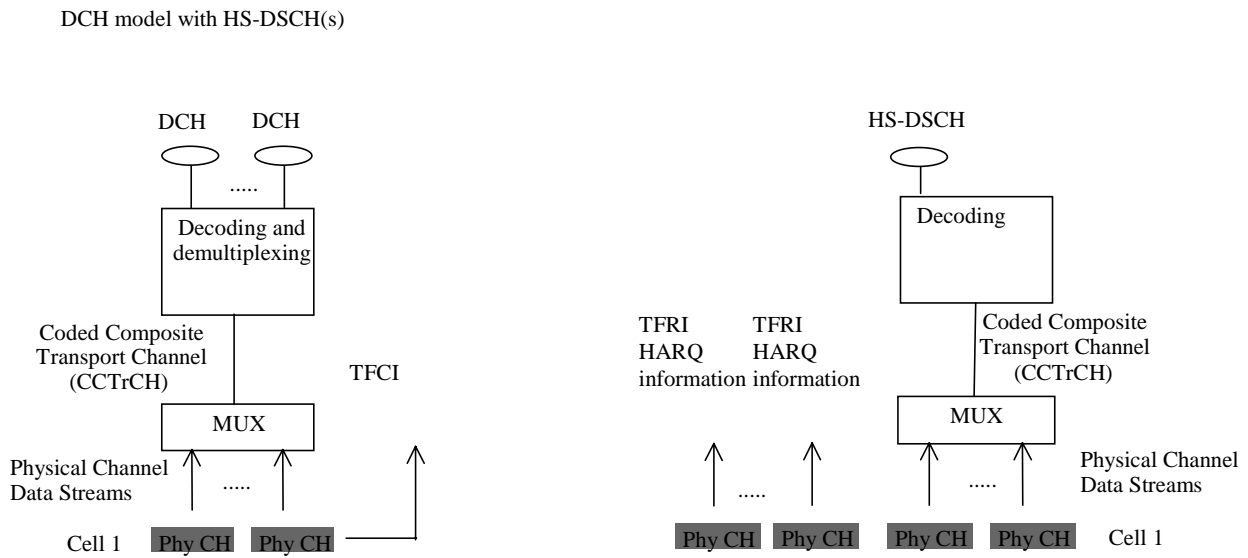 DCH model with HS-DSCH(s)
DCH
DCH
.....
Decoding and
demultiplexing
Coded Composite
Transport Channel
(CCTrCH)
TFCI
MUX
Physical Channel
Data Streams
.....
Cell 1
Phy CH
Phy CH
HS-DSCH
Decoding
TFRI
HARQ
information
TFRI
HARQ
information
Coded Composite
Transport Channel
(CCTrCH)
MUX
Physical Channel
Data Streams
.....
.....
Phy CH
Phy CH
Phy CH
Phy CH
Cell 1